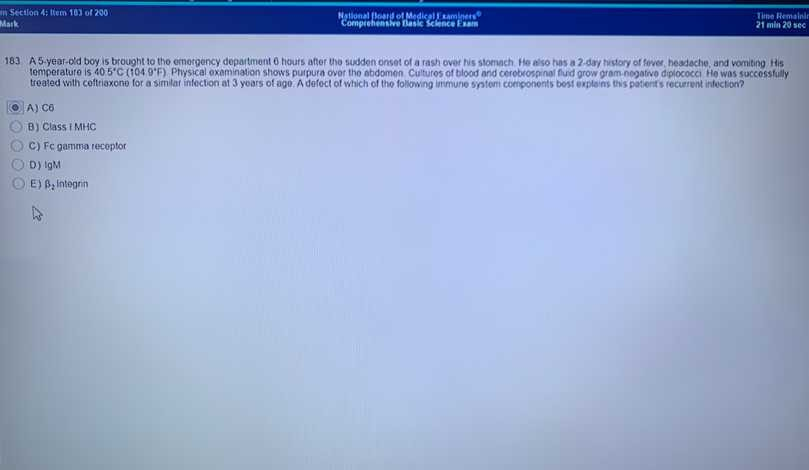 m Section 4: Item 183 of 200
National Board of Medical Examiners®
Time Remainin
Mark
Comprehensive Basic Science Exam
21 min 20 sec
183. A 5-year-old boy is brought to the emergency department 6 hours after the sudden onset of a rash over his stomach. He also has a 2-day history of fever, headache, and vomiting. His
temperature is 40.5°C (104.9°F). Physical examination shows purpura over the abdomen. Cultures of blood and cerebrospinal fluid grow gram-negative diplococci. He was successfully
treated with ceftriaxone for a similar infection at 3 years of age. A defect of which of the following immune system components best explains this patient's recurrent infection?
A) C6
B) Class I MHC
C) Fc gamma receptor
D) IgM
E) β₂ Integrin